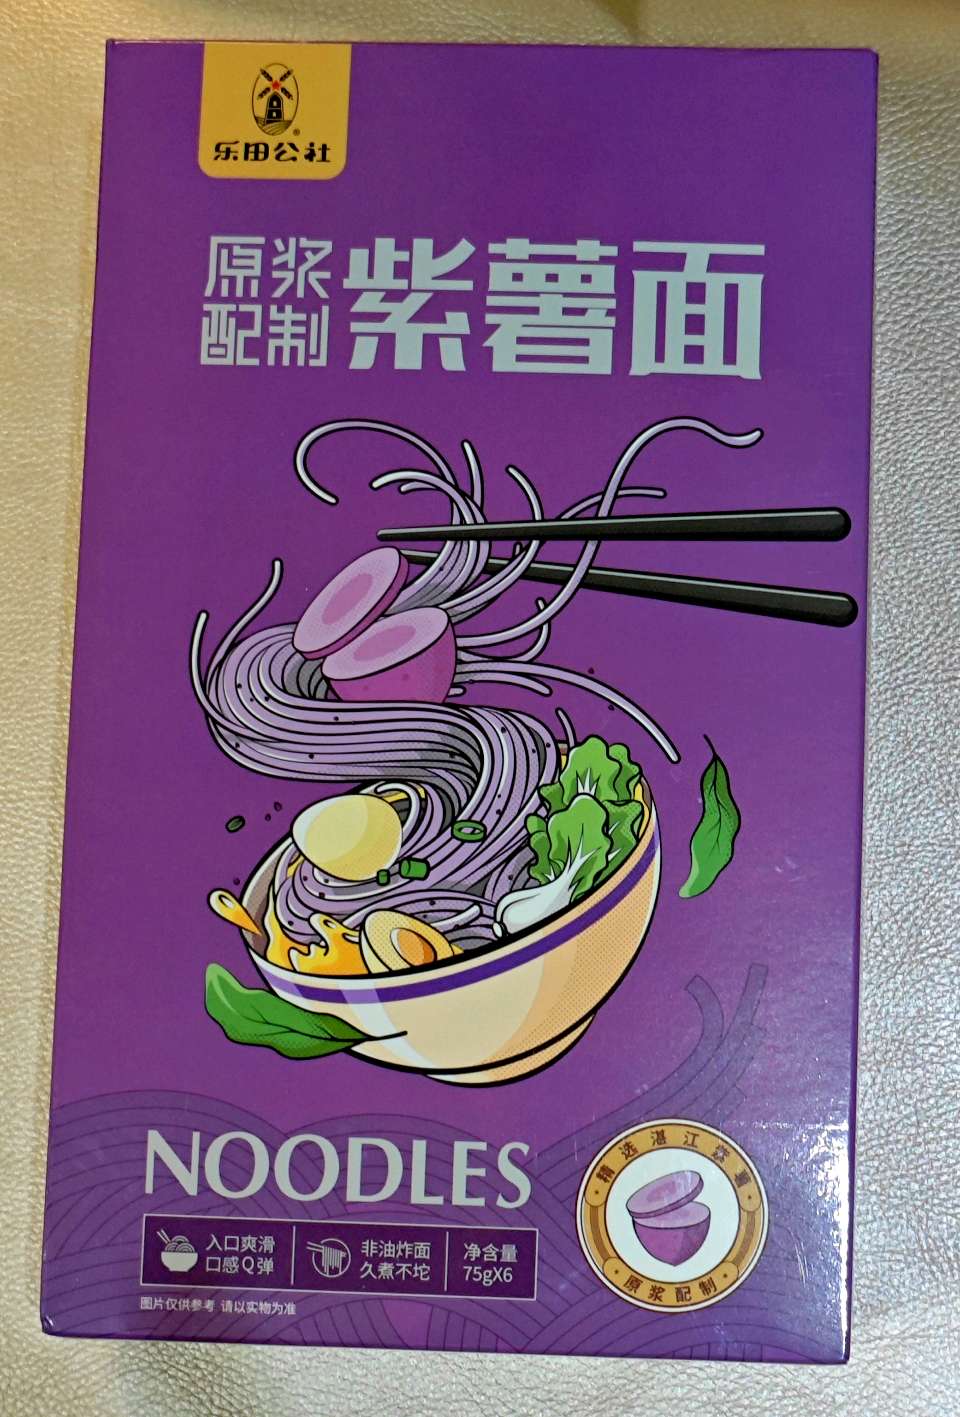 乐田公社
原浆
配制
紫薯面
NOODLES
入口爽滑
口感Q弹
非油炸面
久煮不坨
净含量
75gX6
图片仅供参考 请以实物为准
精选湛江紫薯
原浆配制